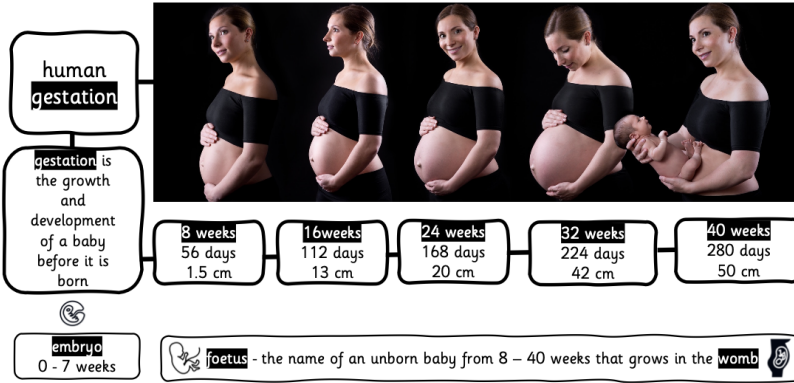 human
gestation
gestation is
the growth
and
development
of a baby
before it is
born
8 weeks
56 days
1.5 cm
16weeks
112 days
13 cm
24 weeks
168 days
20 cm
32 weeks
224 days
42 cm
40 weeks
280 days
50 cm
embryo
0 - 7 weeks
foetus - the name of an unborn baby from 8 – 40 weeks that grows in the womb